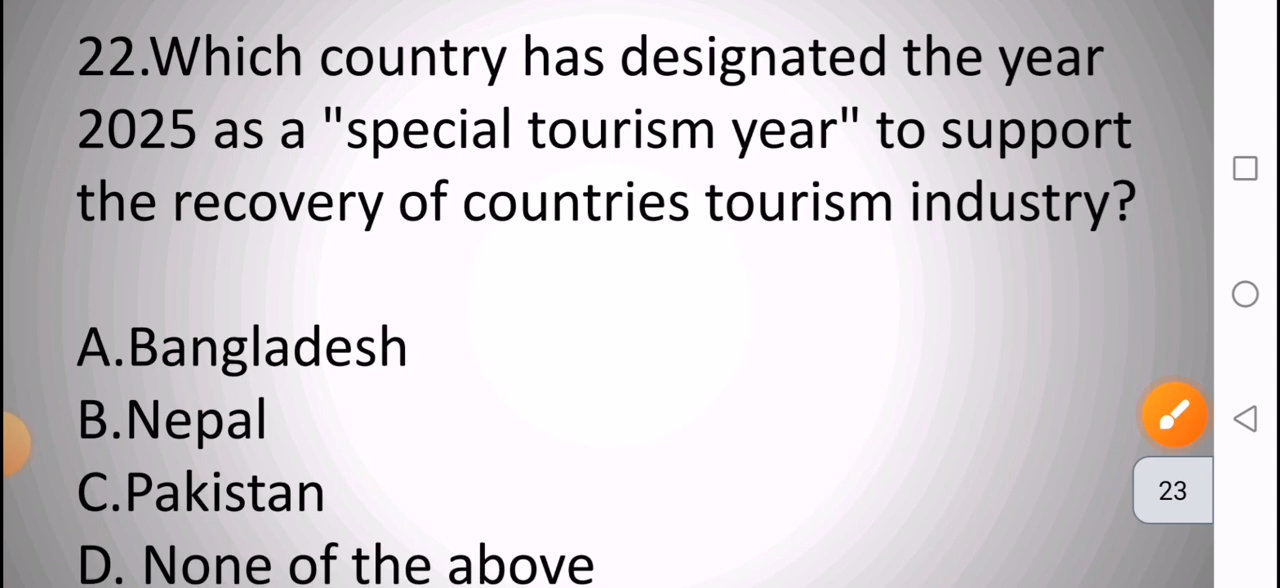 22.Which country has designated the year
2025 as a "special tourism year" to support
the recovery of countries tourism industry?
A.Bangladesh
B.Nepal
C.Pakistan
D. None of the above
23